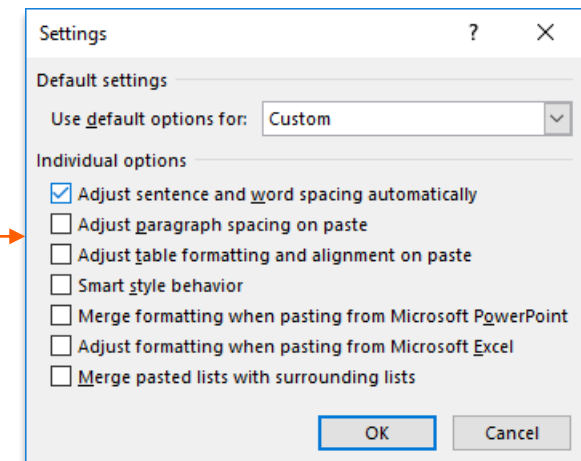 Settings ?
Default settings
Use default options for: Custom
Individual options
Adjust sentence and word spacing automatically
Adjust paragraph spacing on paste
Adjust table formatting and alignment on paste
Smart style behavior
Merge formatting when pasting from Microsoft PowerPoint
Adjust formatting when pasting from Microsoft Excel
Merge pasted lists with surrounding lists
OK Cancel